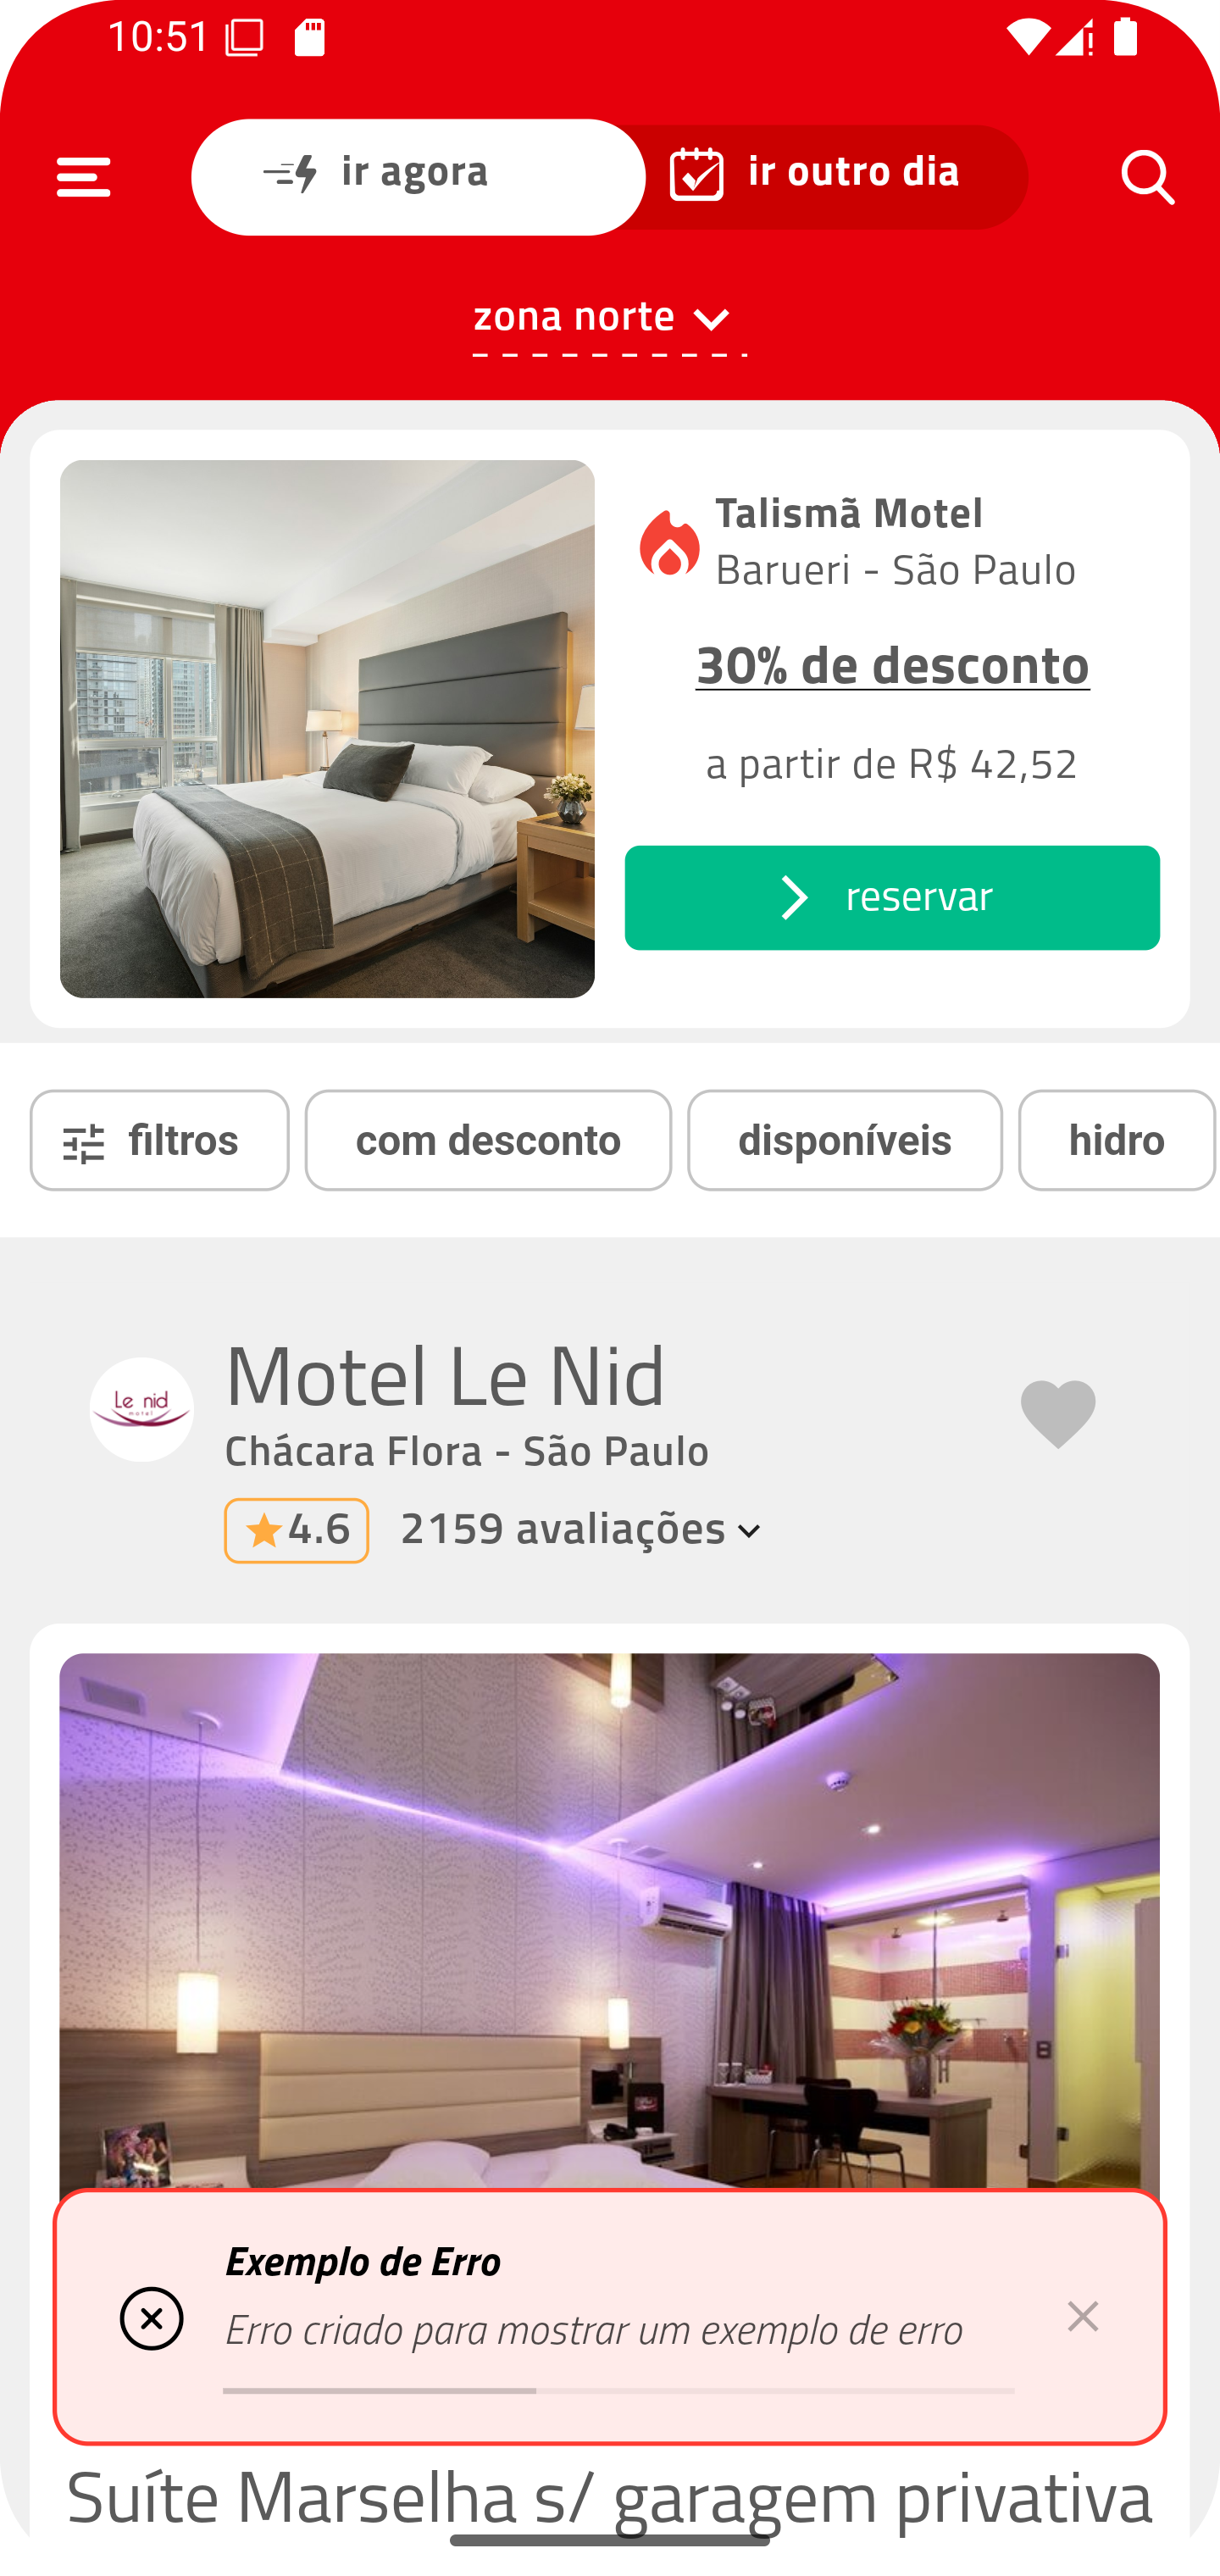 10:51
ir agora
ir outro dia
zona norte
Talismã Motel
Barueri - São Paulo
30% de desconto
a partir de R$ 42,52
reservar
filtros
com desconto
disponíveis
hidro
Le nid
motel
Motel Le Nid
Chácara Flora - São Paulo
4.6
2159 avaliações
Exemplo de Erro
Erro criado para mostrar um exemplo de erro
Suíte Marselha s/ garagem privativa